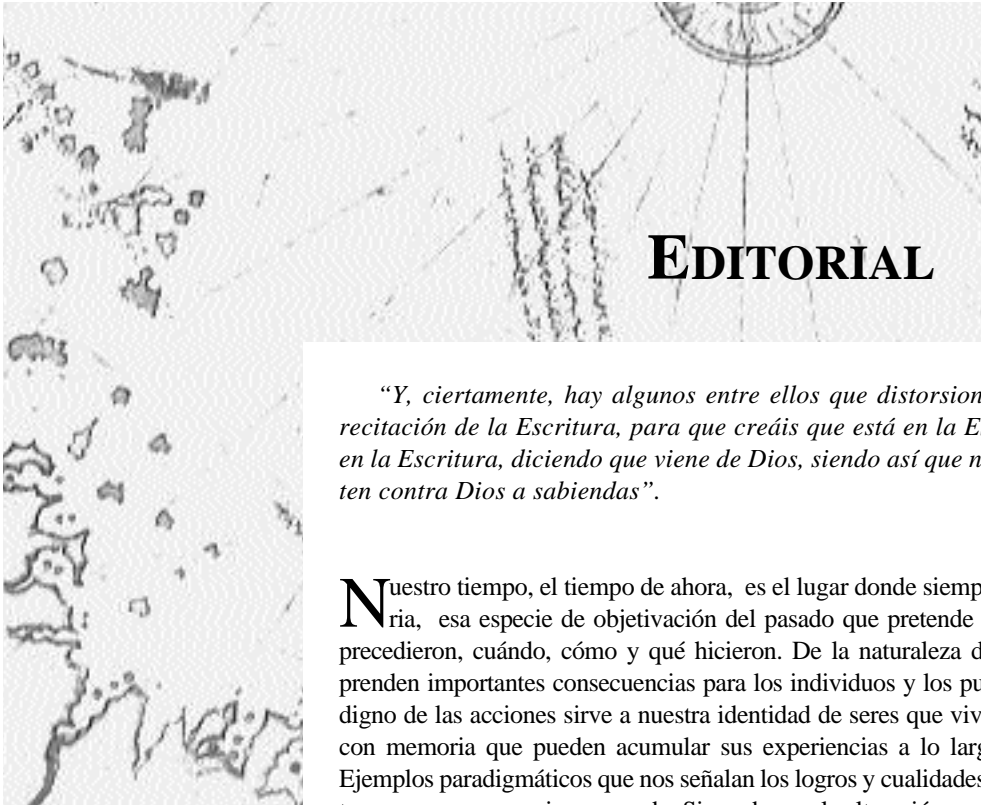 EDITORIAL
“Y, ciertamente, hay algunos entre ellos que distorsion
recitación de la Escritura, para que creáis que está en la E
en la Escritura, diciendo que viene de Dios, siendo así que n
ten contra Dios a sabiendas”.
Nuestro tiempo, el tiempo de ahora, es el lugar donde siemp
ria, esa especie de objetivación del pasado que pretende
precedieron, cuándo, cómo y qué hicieron. De la naturaleza d
prenden importantes consecuencias para los individuos y los pu
digno de las acciones sirve a nuestra identidad de seres que viv
con memoria que pueden acumular sus experiencias a lo larg
Ejemplos paradigmáticos que nos señalan los logros y cualidades